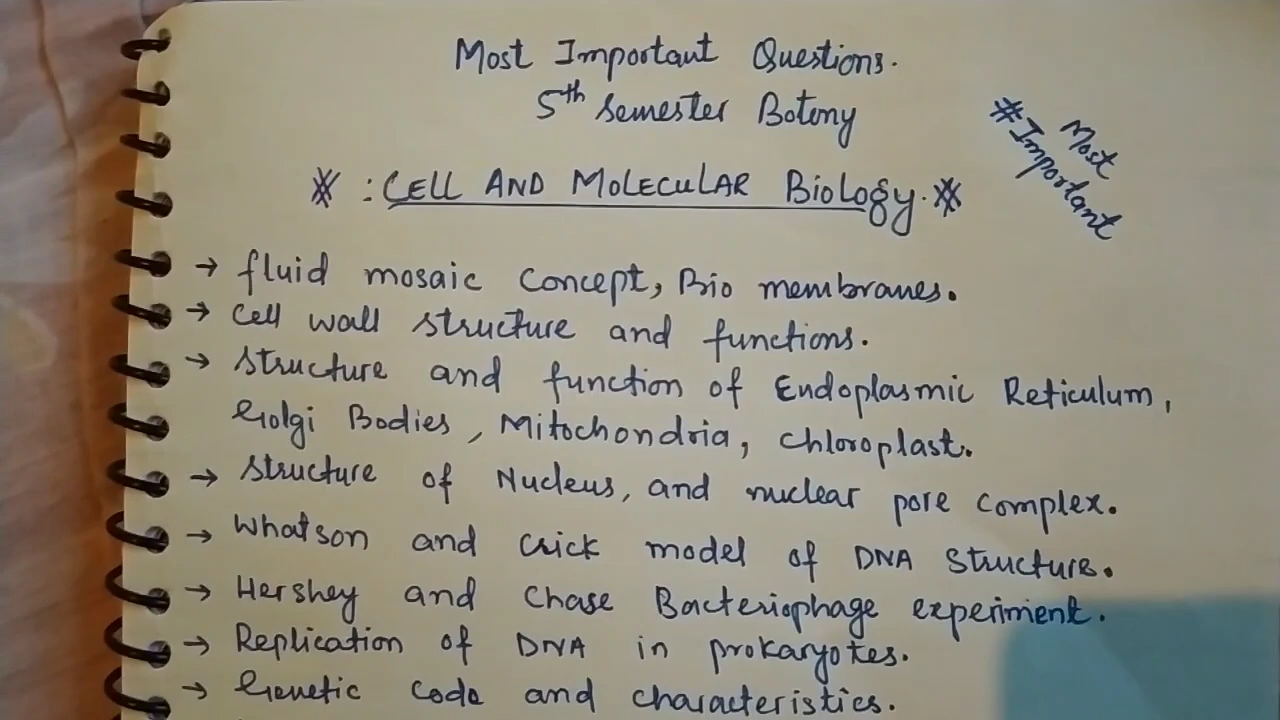 Most Important Questions.
5th Semester Botony
* : CELL AND MOLECULAR BIOLOGY. *
# Most Important
→ fluid mosaic concept, Bio membranes.
→ cell wall structure and functions.
→ structure and function of Endoplasmic Reticulum,
Golgi Bodies, Mitochondria, chloroplast.
→ structure of Nucleus, and nuclear pore complex.
→ Whatson and crick model of DNA structure.
→ Hershey and chase Bacteriophage experiment.
→ Replication of DNA in prokaryotes.
→ Genetic code and characteristics.